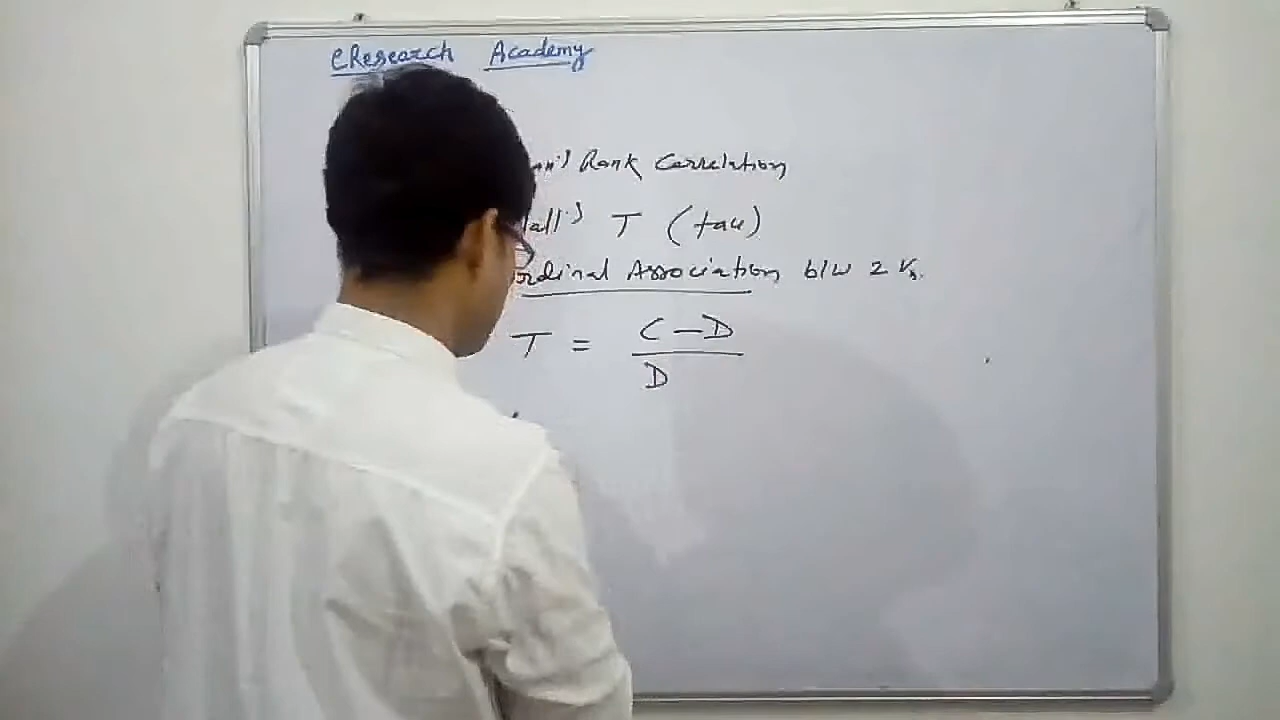 eResearch Academy
Rank Correlation
T (tau)
Association b/w 2 Vs.
T = C - D / D